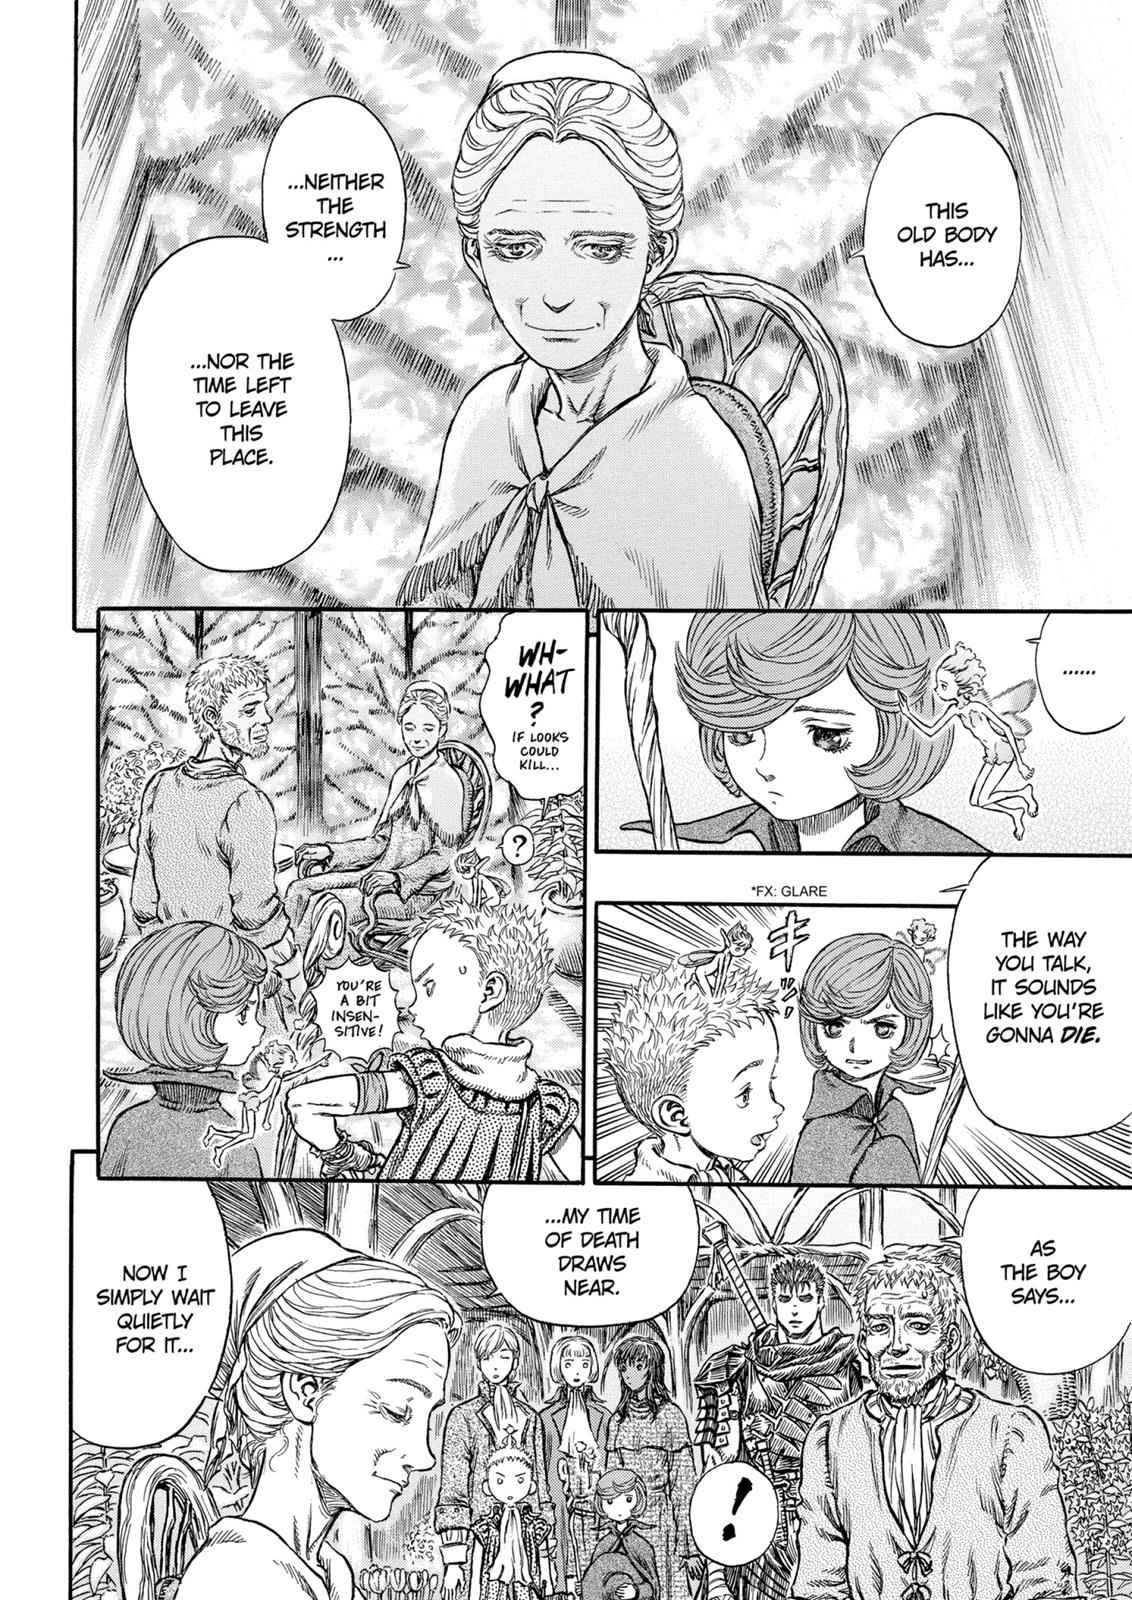 THIS
OLD BODY
HAS...
...NEITHER
THE
STRENGTH
...
...NOR THE
TIME LEFT
TO LEAVE
THIS
PLACE.
......
THE WAY
YOU TALK,
IT SOUNDS
LIKE YOU'RE
GONNA DIE.
*FX: GLARE
ギッ
WH-
WHAT
?
IF LOOKS
COULD
KILL...
?
YOU'RE
A BIT
INSEN-
SITIVE!
AS
THE BOY
SAYS...
...MY TIME
OF DEATH
DRAWS
NEAR.
!
NOW I
SIMPLY WAIT
QUIETLY
FOR IT...